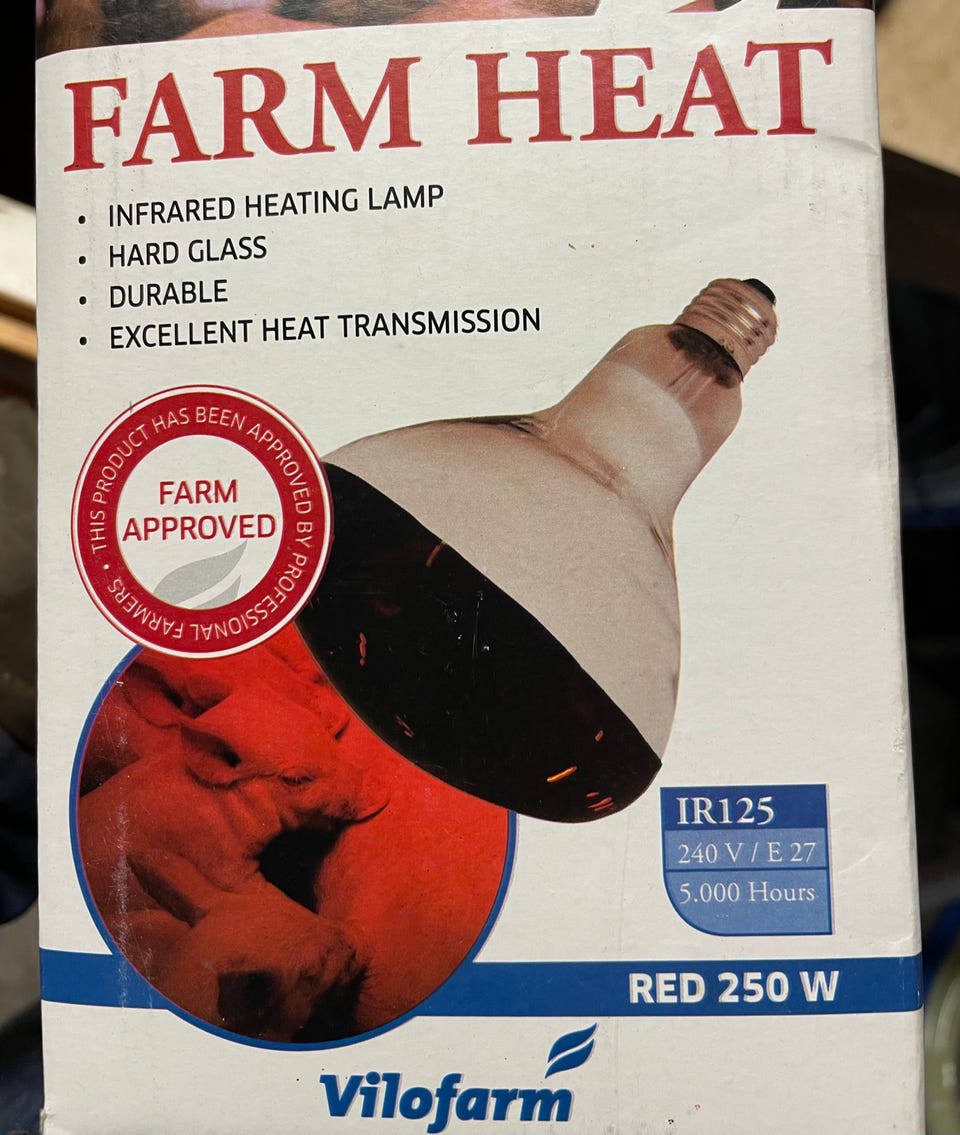 FARM HEAT
• INFRARED HEATING LAMP
• HARD GLASS
• DURABLE
• EXCELLENT HEAT TRANSMISSION
THIS PRODUCT HAS BEEN APPROVED BY PROFESSIONAL FARMERS •
FARM
APPROVED
IR125
240 V / E 27
5.000 Hours
RED 250 W
Vilofarm